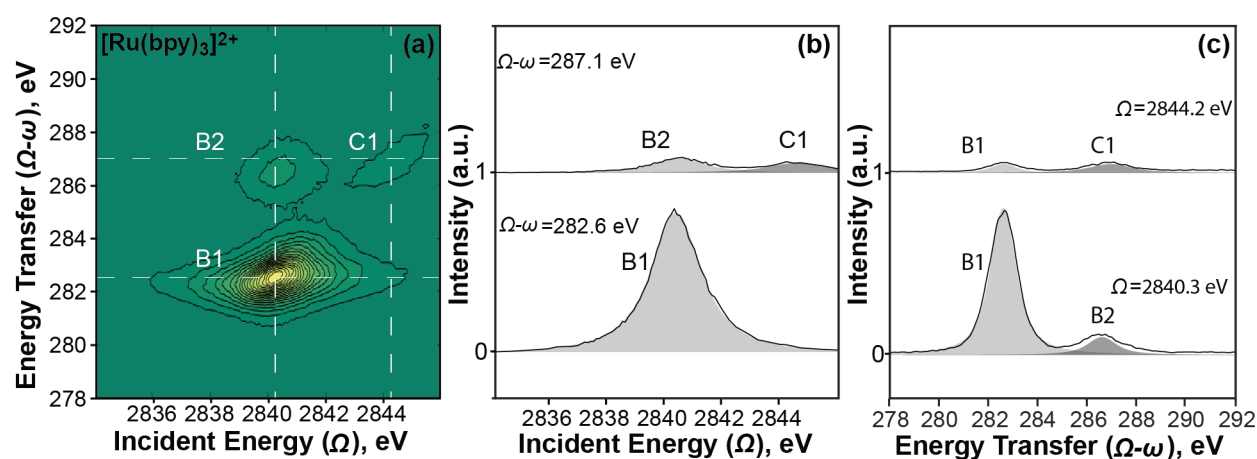 [Ru(bpy)₃]²⁺
(a)
B2
C1
B1
292
290
288
286
284
282
280
278
2836 2840 2842 2844
Energy Transfer (Ω-ω), eV
Incident Energy (Ω), eV
(b)
Ω-ω=287.1 eV
B2
C1
1
Ω-ω=282.6 eV
B1
0
2836 2840 2842 2844
Intensity (a.u.)
Incident Energy (Ω), eV
(c)
Ω=2844.2 eV
B1
C1
1
B1
Ω=2840.3 eV
B2
0
278 280 282 284 286 287 290 292
Intensity (a.u.)
Energy Transfer (Ω-ω), eV